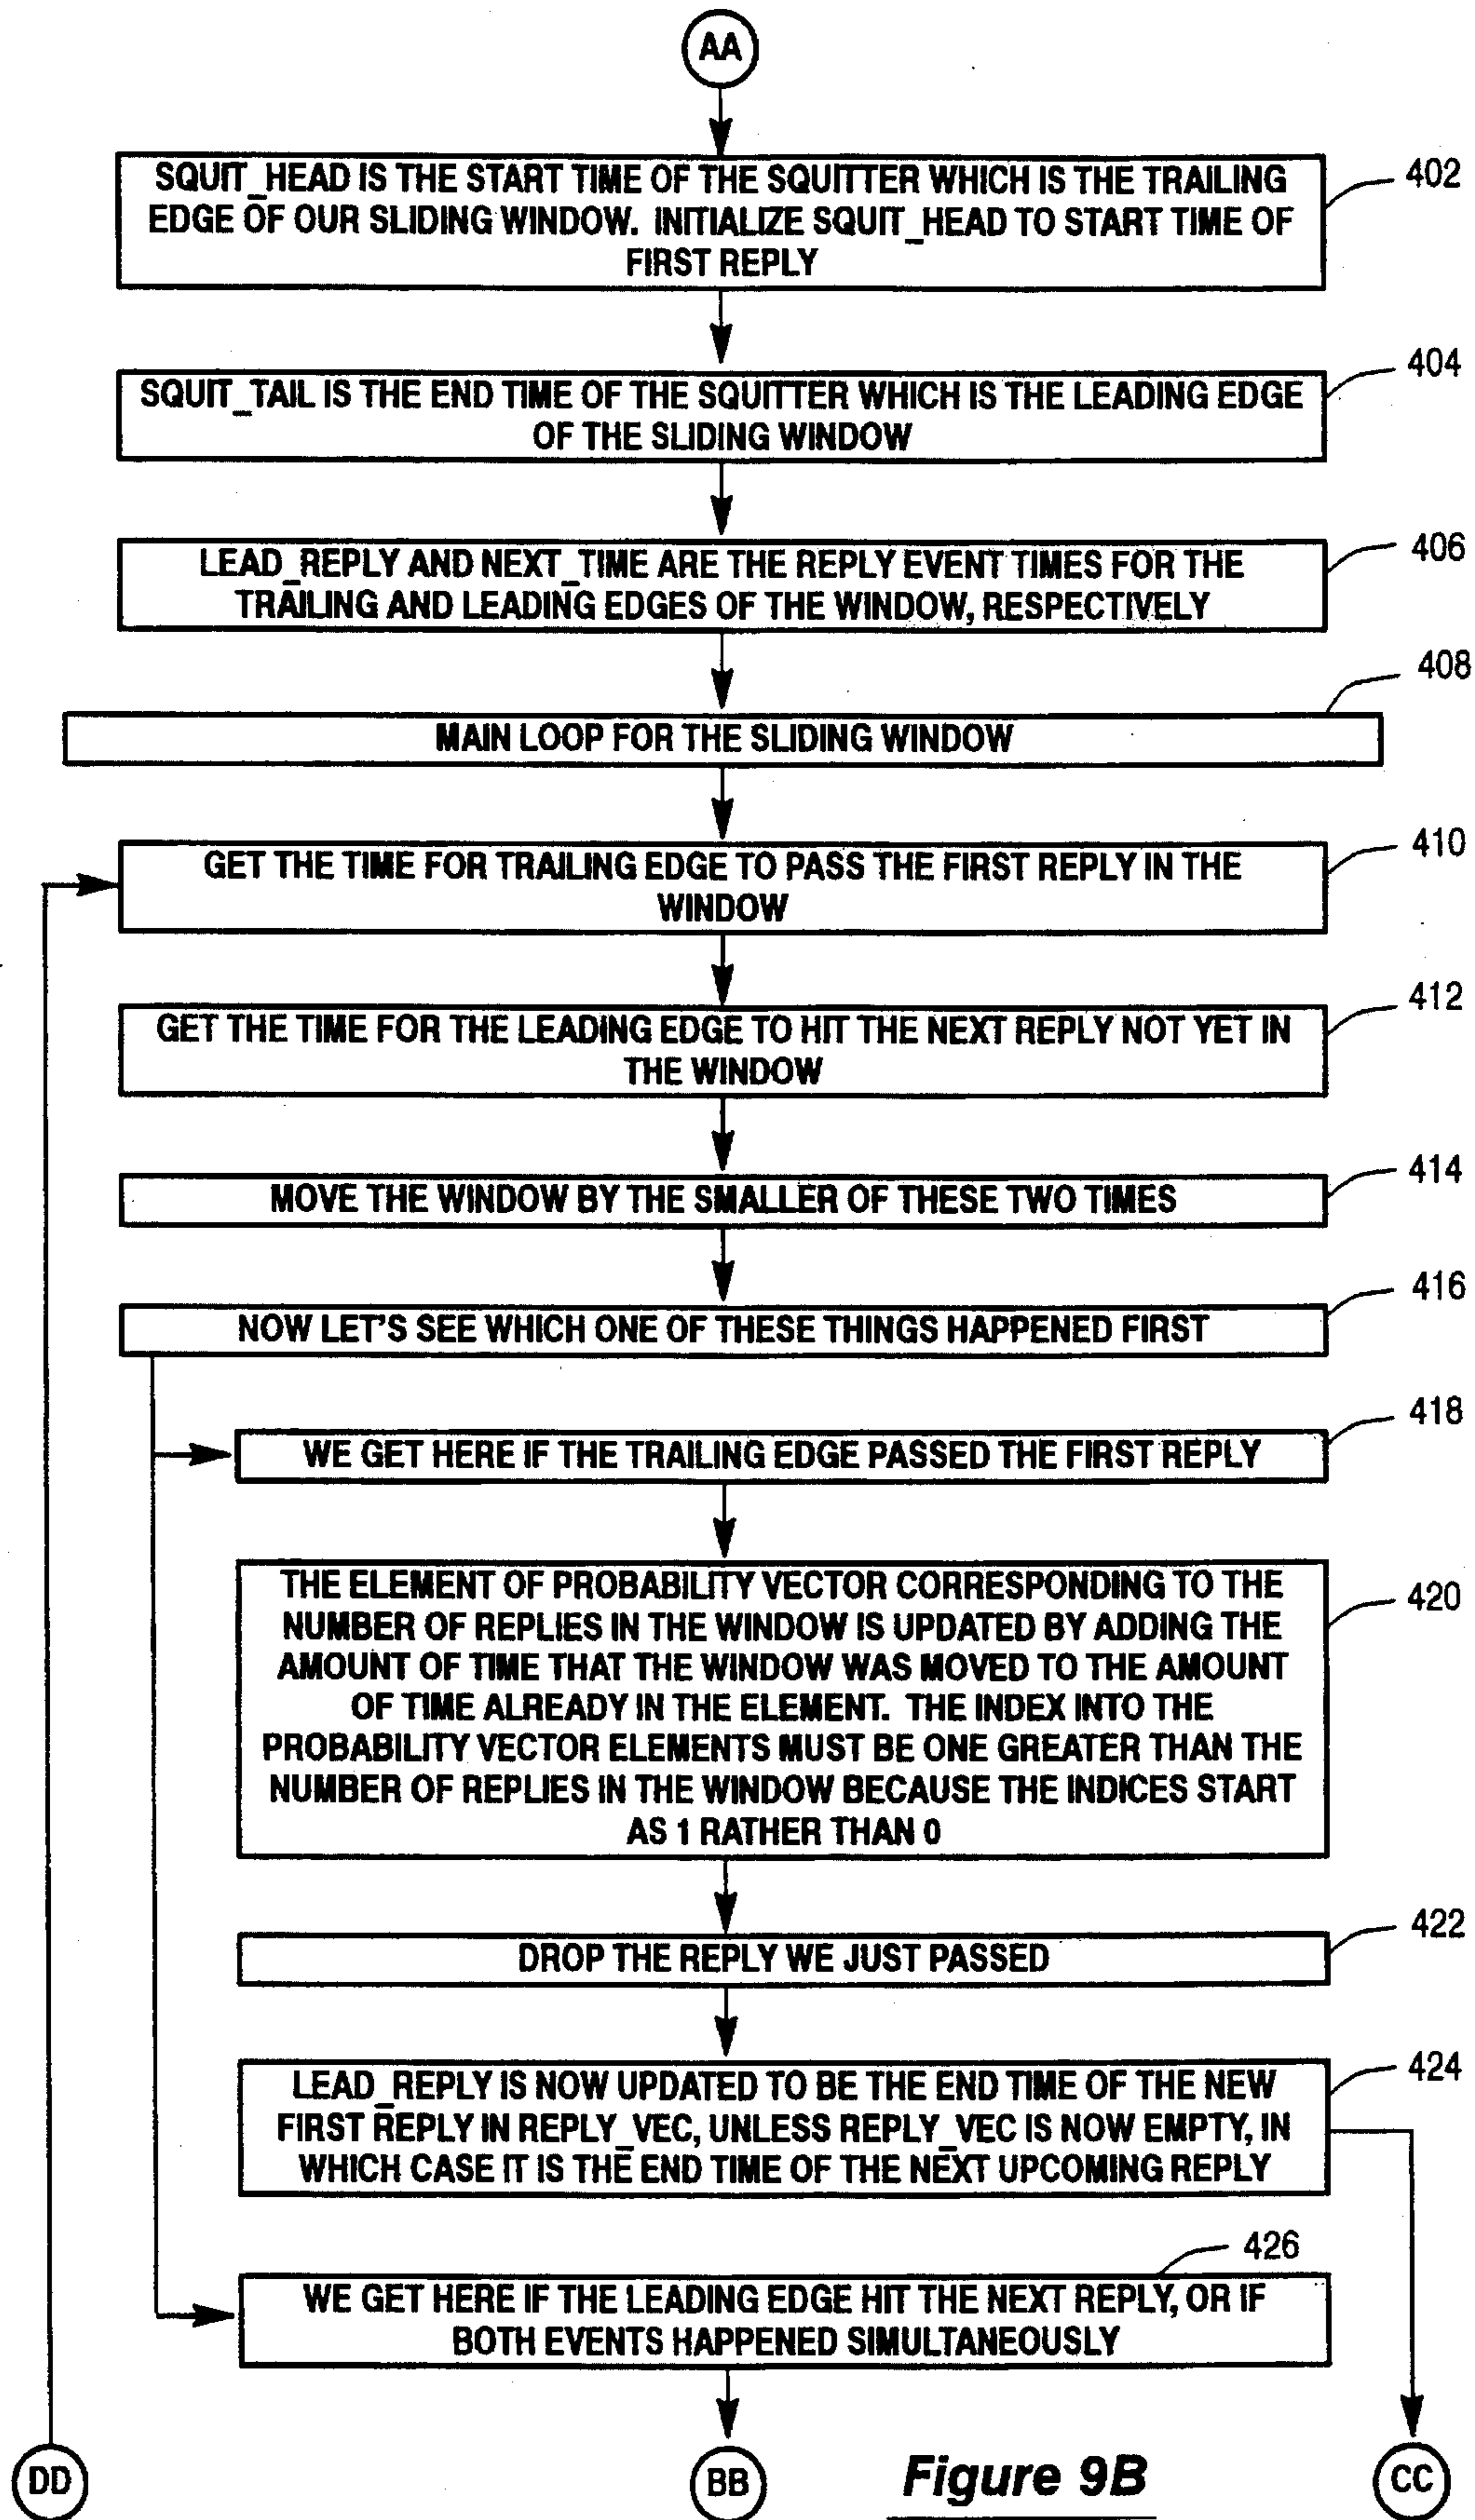 AA
SQUIT_HEAD IS THE START TIME OF THE SQUITTER WHICH IS THE TRAILING
EDGE OF OUR SLIDING WINDOW. INITIALIZE SQUIT_HEAD TO START TIME OF
FIRST REPLY
402
SQUIT_TAIL IS THE END TIME OF THE SQUITTER WHICH IS THE LEADING EDGE
OF THE SLIDING WINDOW
404
LEAD_REPLY AND NEXT_TIME ARE THE REPLY EVENT TIMES FOR THE
TRAILING AND LEADING EDGES OF THE WINDOW, RESPECTIVELY
406
MAIN LOOP FOR THE SLIDING WINDOW
408
GET THE TIME FOR TRAILING EDGE TO PASS THE FIRST REPLY IN THE
WINDOW
410
GET THE TIME FOR THE LEADING EDGE TO HIT THE NEXT REPLY NOT YET IN
THE WINDOW
412
MOVE THE WINDOW BY THE SMALLER OF THESE TWO TIMES
414
NOW LET'S SEE WHICH ONE OF THESE THINGS HAPPENED FIRST
416
WE GET HERE IF THE TRAILING EDGE PASSED THE FIRST REPLY
418
THE ELEMENT OF PROBABILITY VECTOR CORRESPONDING TO THE
NUMBER OF REPLIES IN THE WINDOW IS UPDATED BY ADDING THE
AMOUNT OF TIME THAT THE WINDOW WAS MOVED TO THE AMOUNT
OF TIME ALREADY IN THE ELEMENT. THE INDEX INTO THE
PROBABILITY VECTOR ELEMENTS MUST BE ONE GREATER THAN THE
NUMBER OF REPLIES IN THE WINDOW BECAUSE THE INDICES START
AS 1 RATHER THAN 0
420
DROP THE REPLY WE JUST PASSED
422
LEAD_REPLY IS NOW UPDATED TO BE THE END TIME OF THE NEW
FIRST REPLY IN REPLY_VEC, UNLESS REPLY_VEC IS NOW EMPTY, IN
WHICH CASE IT IS THE END TIME OF THE NEXT UPCOMING REPLY
424
WE GET HERE IF THE LEADING EDGE HIT THE NEXT REPLY, OR IF
BOTH EVENTS HAPPENED SIMULTANEOUSLY
426
DD
BB
Figure 9B
CC